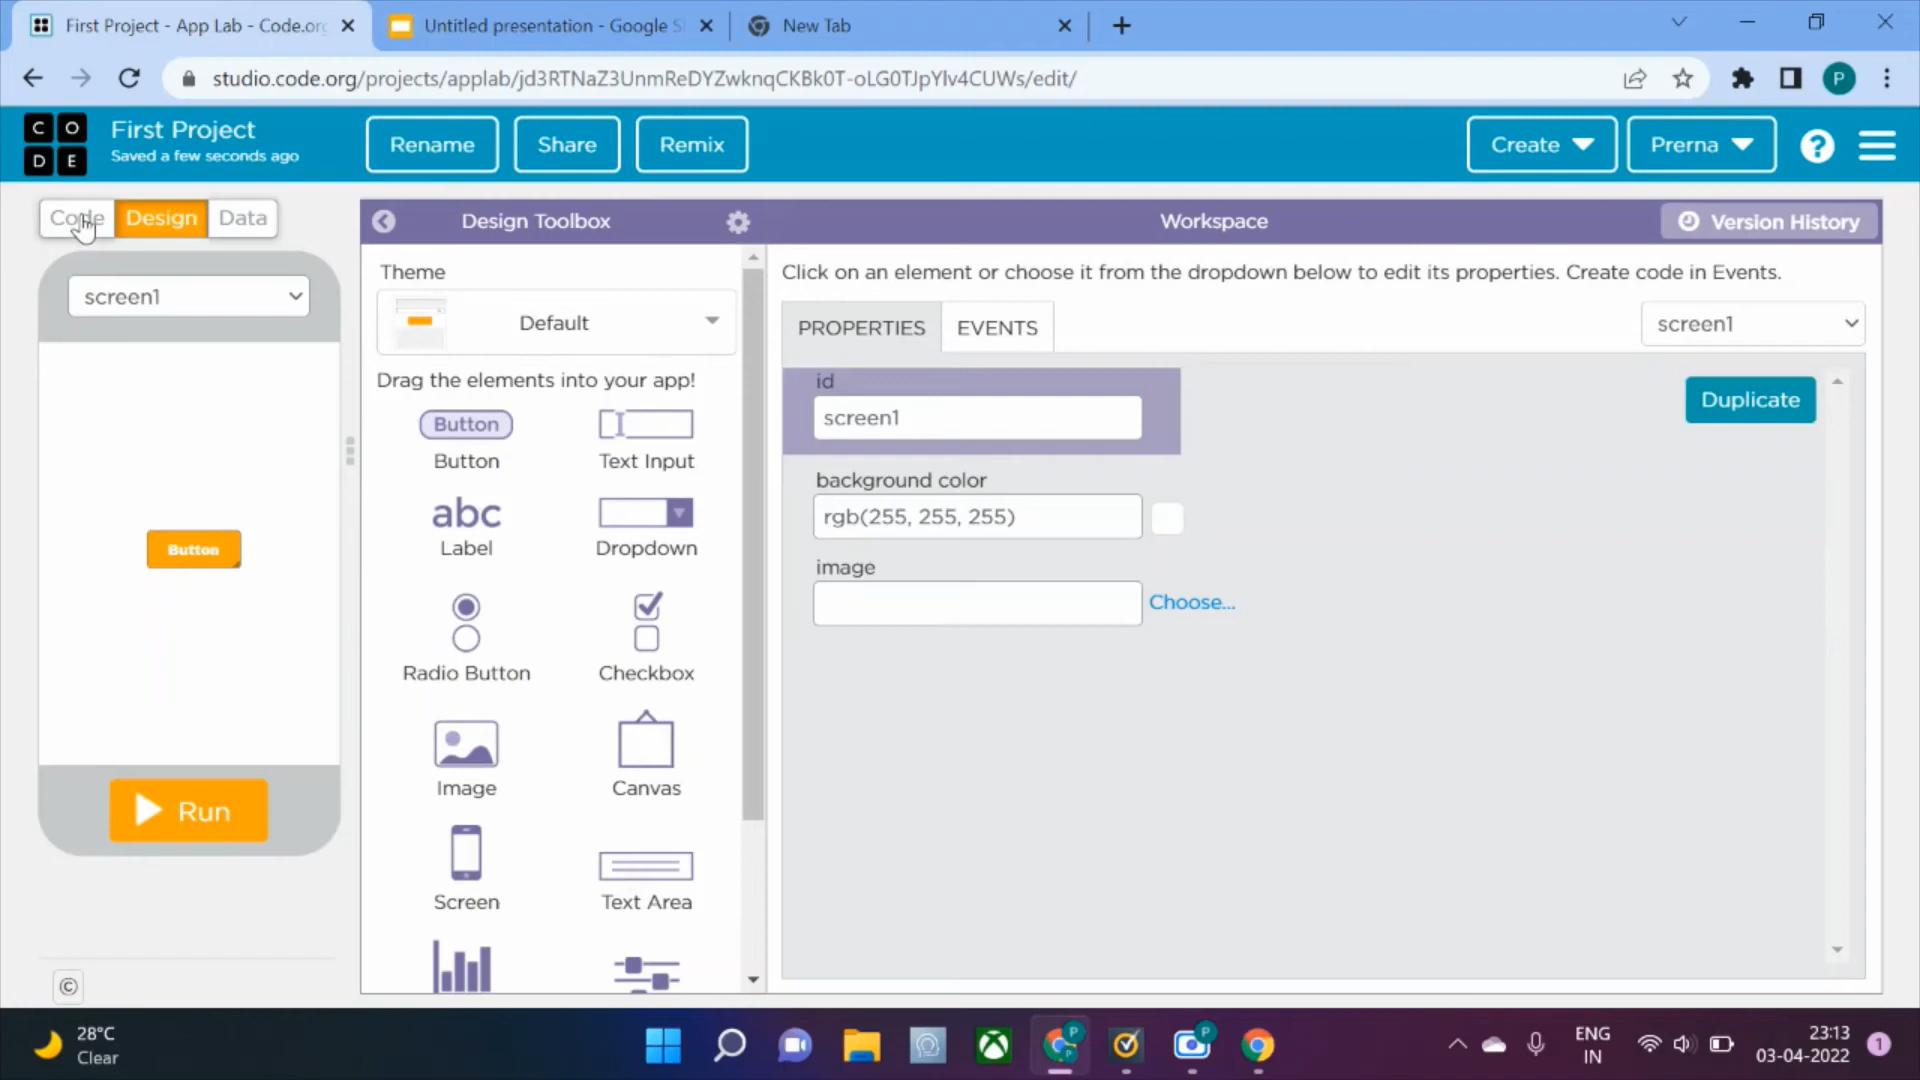 First Project - App Lab - Code.org
Untitled presentation - Google S
New Tab
studio.code.org/projects/applab/jd3RTNaZ3UnmReDYZwknqCKBk0T-oLG0TJpYlv4CUWs/edit/
P
CO
DE
First Project
Saved a few seconds ago
Rename
Share
Remix
Create
Prerna
?
Code
Design
Data
Design Toolbox
Workspace
Version History
screen1
Theme
Default
Click on an element or choose it from the dropdown below to edit its properties. Create code in Events.
PROPERTIES
EVENTS
screen1
Drag the elements into your app!
id
screen1
Duplicate
Button
Button
Text Input
background color
rgb(255, 255, 255)
abc
Label
Dropdown
Button
image
Choose...
Radio Button
Checkbox
Image
Canvas
Run
Screen
Text Area
©
28°C
Clear
P
P
P
ENG
IN
23:13
03-04-2022
1